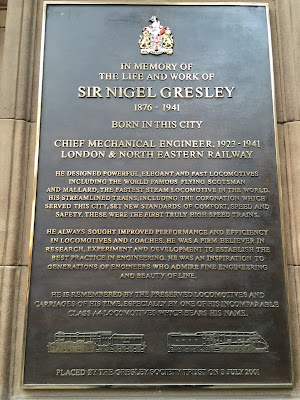 IN MEMORY OF
THE LIFE AND WORK OF
SIR NIGEL GRESLEY
1876 - 1941
BORN IN THIS CITY
CHIEF MECHANICAL ENGINEER, 1923-1941
LONDON & NORTH EASTERN RAILWAY
HE DESIGNED POWERFUL, ELEGANT AND FAST LOCOMOTIVES
INCLUDING THE WORLD FAMOUS FLYING SCOTSMAN
AND MALLARD, THE FASTEST STEAM LOCOMOTIVE IN THE WORLD.
HIS STREAMLINED TRAINS, INCLUDING THE CORONATION WHICH
SERVED THIS CITY, SET NEW STANDARDS OF COMFORT, SPEED AND
SAFETY. THESE WERE THE FIRST TRULY HIGH SPEED TRAINS.
HE ALWAYS SOUGHT IMPROVED PERFORMANCE AND EFFICIENCY
IN LOCOMOTIVES AND COACHES. HE WAS A FIRM BELIEVER IN
RESEARCH, EXPERIMENT AND DEVELOPMENT TO ESTABLISH THE
BEST PRACTICE IN ENGINEERING. HE WAS AN INSPIRATION TO
GENERATIONS OF ENGINEERS WHO ADMIRE FINE ENGINEERING
AND BEAUTY OF LINE.
HE IS REMEMBERED BY THE PRESERVED LOCOMOTIVES AND
CARRIAGES OF HIS TIME, ESPECIALLY BY ONE OF HIS INCOMPARABLE
CLASS A4 LOCOMOTIVES WHICH BEARS HIS NAME.
PLACED BY THE GRESLEY SOCIETY TRUST ON 8 JULY 2001